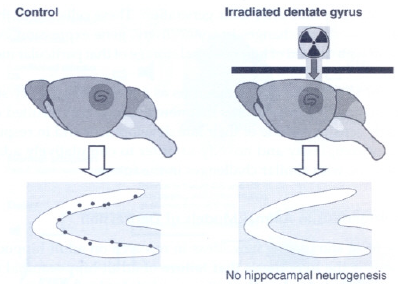 Control
Irradiated dentate gyrus
No hippocampal neurogenesis